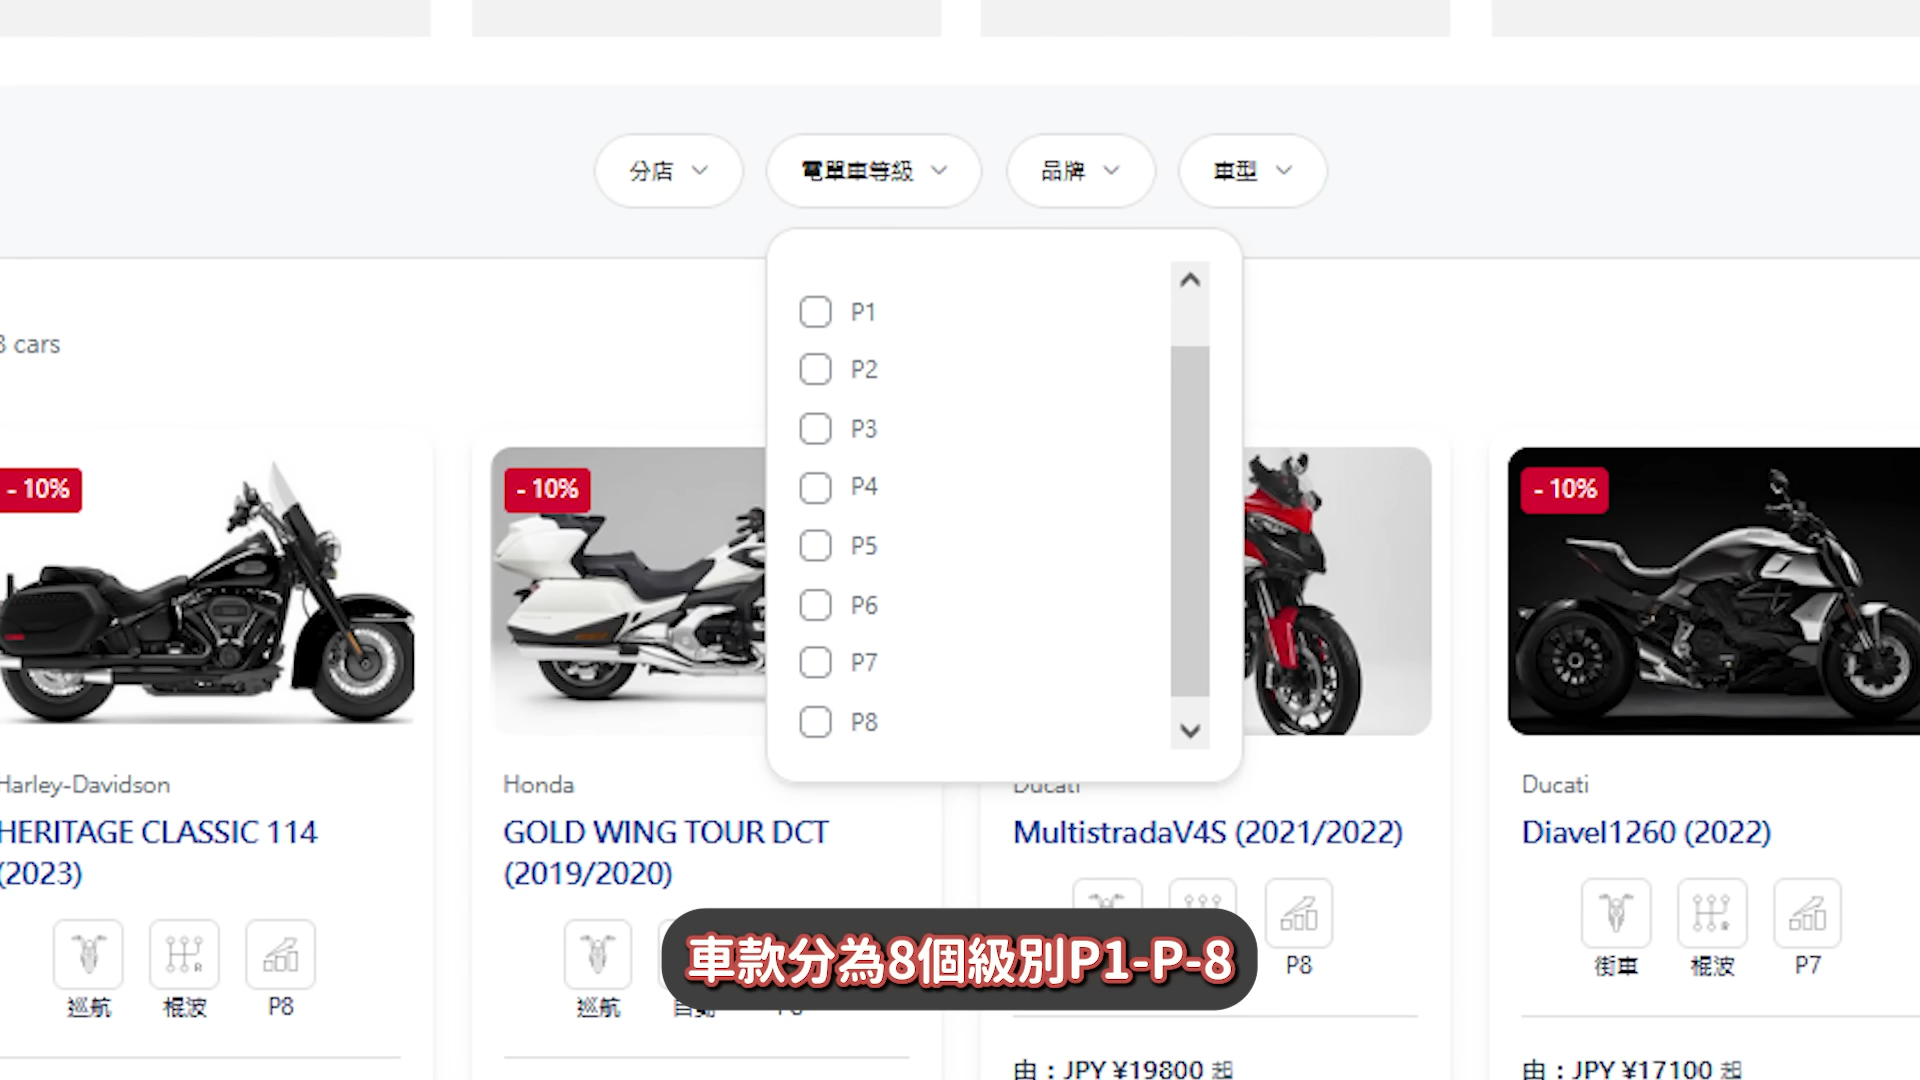 分店
電單車等級
品牌
車型
P1
P2
P3
P4
P5
P6
P7
P8
cars
- 10%
- 10%
- 10%
Harley-Davidson
HERITAGE CLASSIC 114
(2023)
巡航
棍波
P8
Honda
GOLD WING TOUR DCT
(2019/2020)
巡航
Ducati
MultistradaV4S (2021/2022)
P8
由：JPY ¥19800 起
Ducati
Diavel1260 (2022)
街車
棍波
P7
由：JPY ¥17100 起
車款分為8個級別P1-P-8